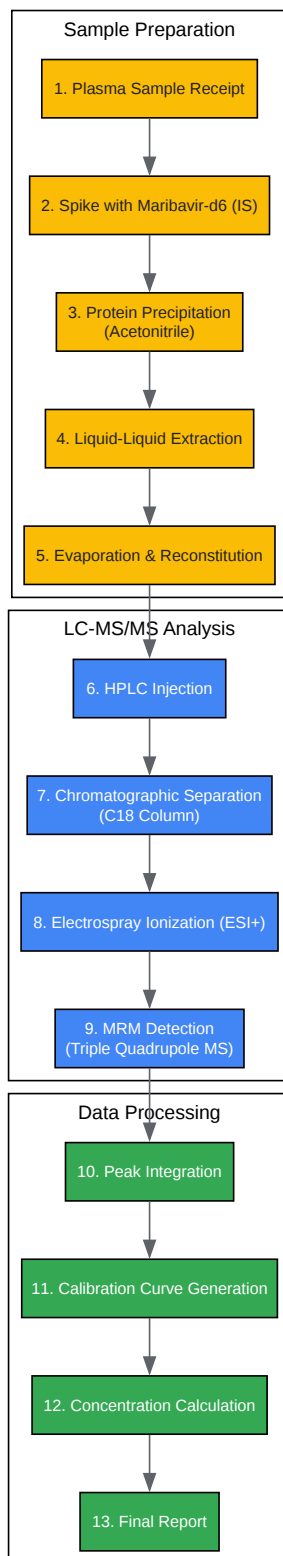 Sample Preparation
1. Plasma Sample Receipt
2. Spike with Maribavir-d6 (IS)
3. Protein Precipitation
(Acetonitrile)
4. Liquid-Liquid Extraction
5. Evaporation & Reconstitution
LC-MS/MS Analysis
6. HPLC Injection
7. Chromatographic Separation
(C18 Column)
8. Electrospray Ionization (ESI+)
9. MRM Detection
(Triple Quadrupole MS)
Data Processing
10. Peak Integration
11. Calibration Curve Generation
12. Concentration Calculation
13. Final Report